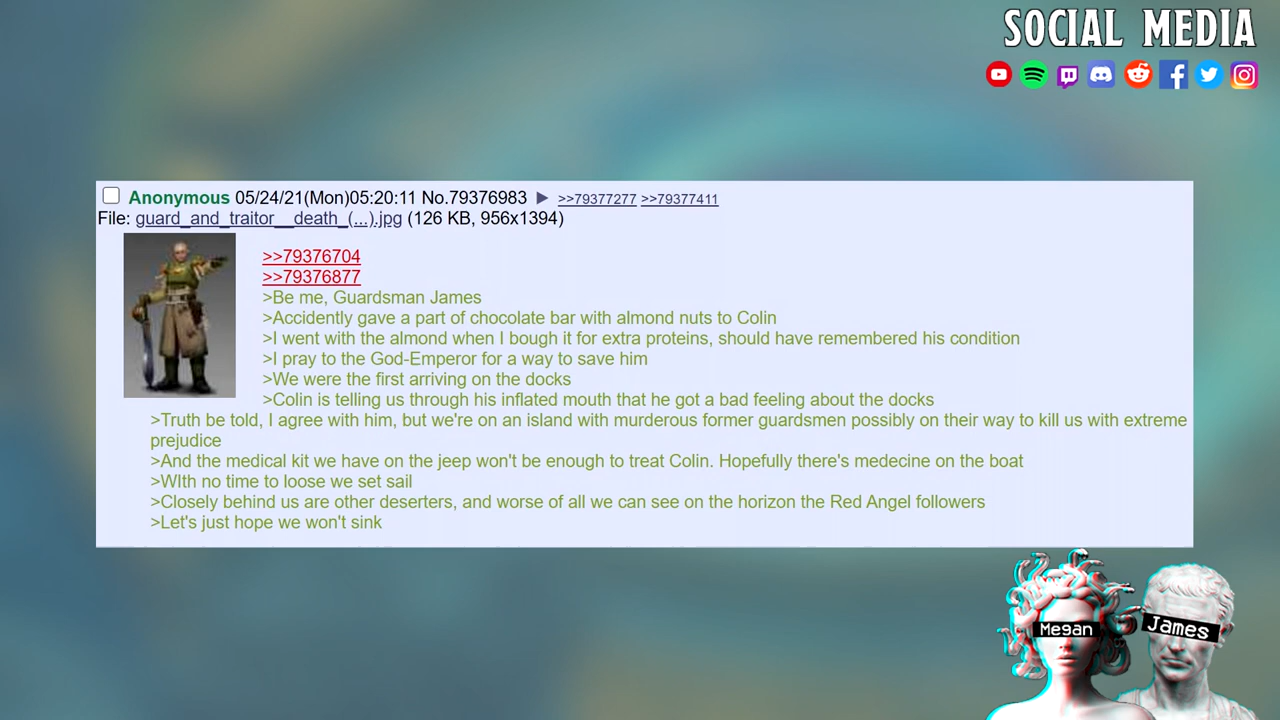 SOCIAL MEDIA
Anonymous 05/24/21(Mon)05:20:11 No.79376983 ▶ >>79377277 >>79377411
File: guard_and_traitor__death_(...).jpg (126 KB, 956x1394)
>>79376704
>>79376877
>Be me, Guardsman James
>Accidently gave a part of chocolate bar with almond nuts to Colin
>I went with the almond when I bough it for extra proteins, should have remembered his condition
>I pray to the God-Emperor for a way to save him
>We were the first arriving on the docks
>Colin is telling us through his inflated mouth that he got a bad feeling about the docks
>Truth be told, I agree with him, but we're on an island with murderous former guardsmen possibly on their way to kill us with extreme
prejudice
>And the medical kit we have on the jeep won't be enough to treat Colin. Hopefully there's medecine on the boat
>WIth no time to loose we set sail
>Closely behind us are other deserters, and worse of all we can see on the horizon the Red Angel followers
>Let's just hope we won't sink
Megan
James